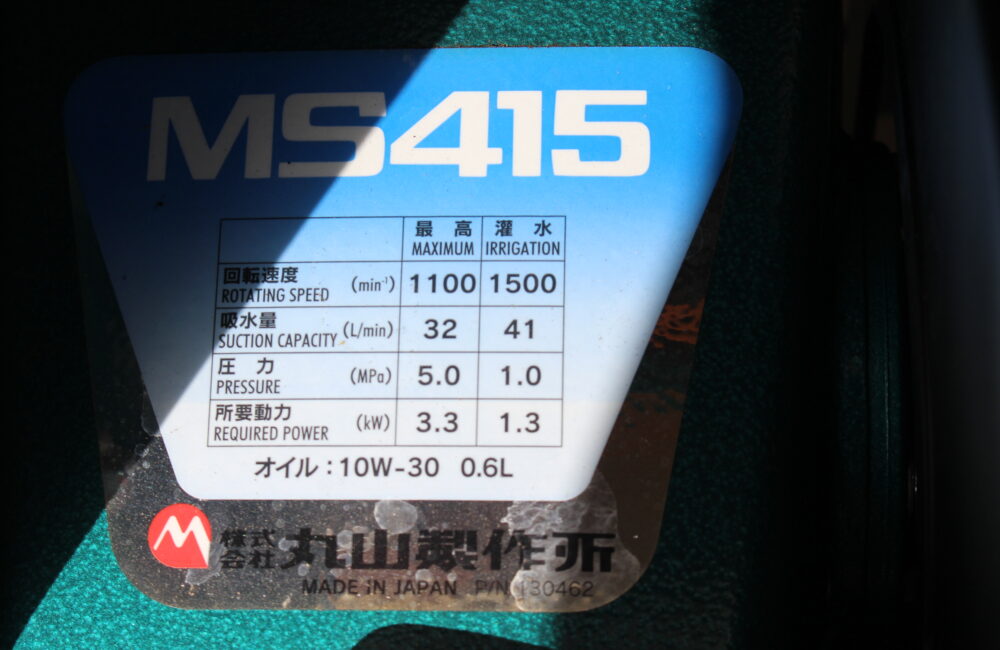 MS415
最高 灌水
MAXIMUM IRRIGATION
回転速度 (min⁻¹) 1100 1500
ROTATING SPEED
吸水量 (L/min) 32 41
SUCTION CAPACITY
圧力 (MPa) 5.0 1.0
PRESSURE
所要動力 (kW) 3.3 1.3
REQUIRED POWER
オイル:10W-30 0.6L
株式会社 丸山製作所
MADE IN JAPAN P/N 130462